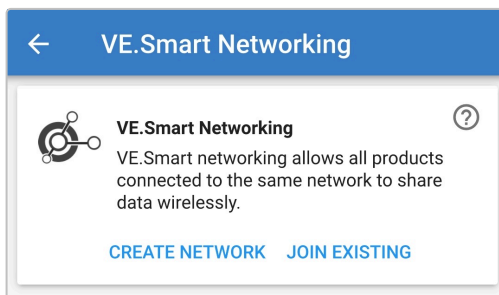 VE.Smart Networking
VE.Smart Networking
VE.Smart networking allows all products
connected to the same network to share
data wirelessly.
CREATE NETWORK JOIN EXISTING